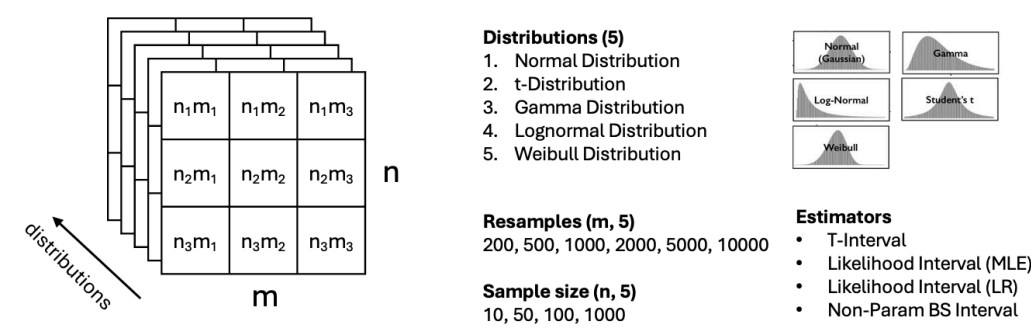 n₁m₁ n₁m₂ n₁m₃
n₂m₁ n₂m₂ n₂m₃
n₃m₁ n₃m₂ n₃m₃
n
m
distributions
Distributions (5)
1. Normal Distribution
2. t-Distribution
3. Gamma Distribution
4. Lognormal Distribution
5. Weibull Distribution
Normal
(Gaussian)
Gamma
Log-Normal
Student's t
Weibull
Resamples (m, 5)
200, 500, 1000, 2000, 5000, 10000
Sample size (n, 5)
10, 50, 100, 1000
Estimators
• T-Interval
• Likelihood Interval (MLE)
• Likelihood Interval (LR)
• Non-Param BS Interval